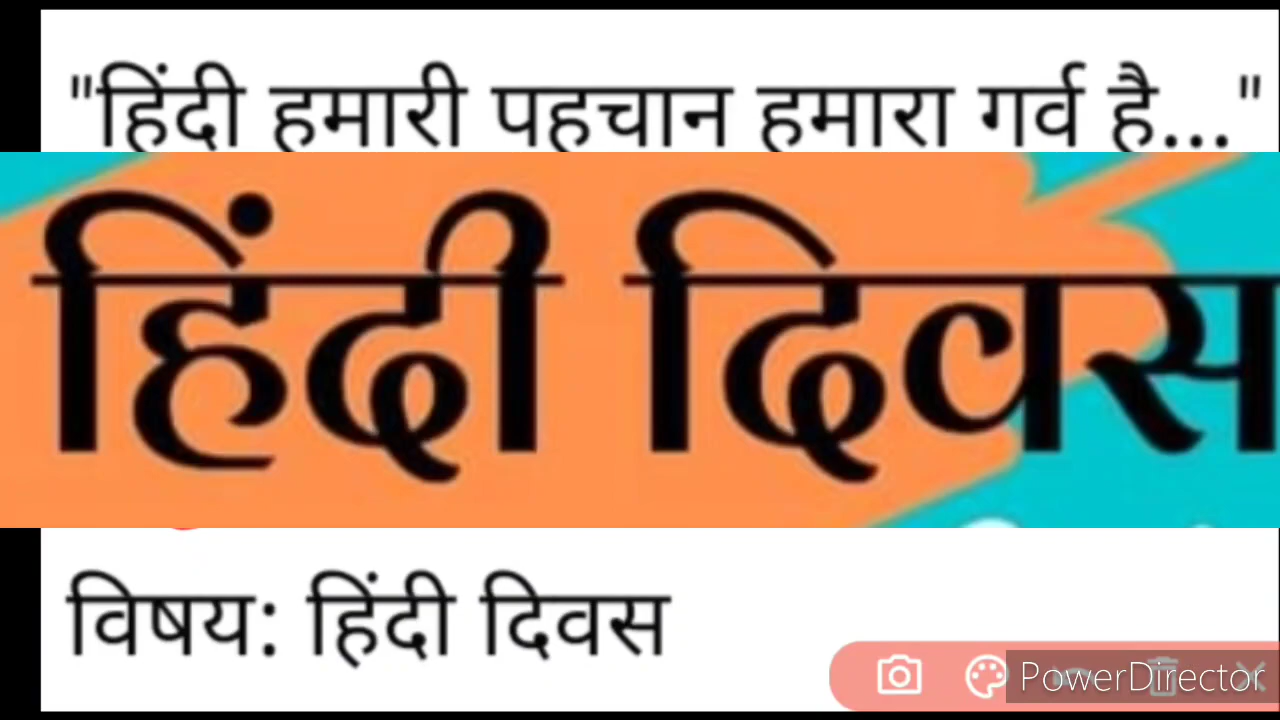 "हिंदी हमारी पहचान हमारा गर्व है..."
हिंदी दिवस
विषय: हिंदी दिवस
PowerDirector